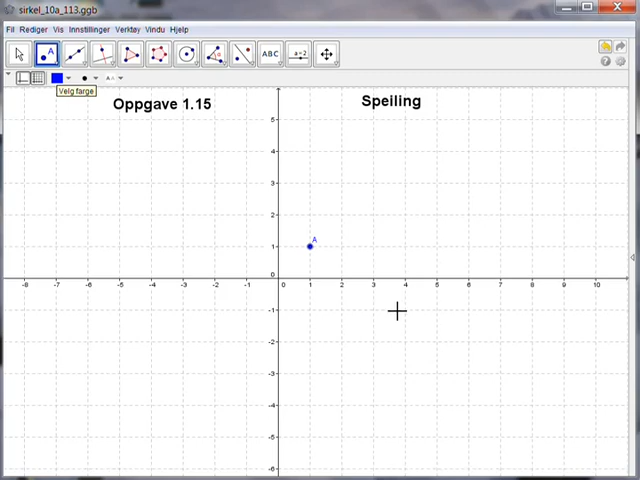 sirkel_10a_113.ggb
Fil Rediger Vis Innstillinger Verktøy Vindu Hjelp
A ABC a=2
Velg farge
Oppgave 1.15
Speiling
5
4
3
2
1
A
0
-8 -7 -6 -5 -4 -3 -2 -1 0 1 2 3 4 5 6 7 8 9 10
-1
-2
-3
-4
-5
-6